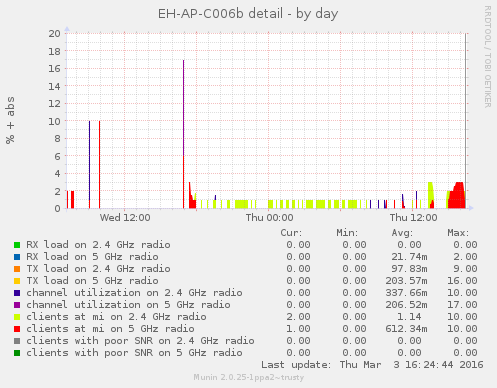 EH-AP-C006b detail - by day
RRDTOOL / TOBI OETIKER
% + abs
20
18
16
14
12
10
8
6
4
2
0
Wed 12:00 Thu 00:00 Thu 12:00
Cur: Min: Avg: Max:
RX load on 2.4 GHz radio 0.00 0.00 0.00 0.00
RX load on 5 GHz radio 0.00 0.00 21.74m 2.00
TX load on 2.4 GHz radio 0.00 0.00 97.83m 9.00
TX load on 5 GHz radio 0.00 0.00 203.57m 16.00
channel utilization on 2.4 GHz radio 0.00 0.00 337.66m 10.00
channel utilization on 5 GHz radio 0.00 0.00 206.52m 17.00
clients at mi on 2.4 GHz radio 2.00 0.00 1.14 10.00
clients at mi on 5 GHz radio 1.00 0.00 612.34m 10.00
clients with poor SNR on 2.4 GHz radio 0.00 0.00 0.00 0.00
clients with poor SNR on 5 GHz radio 0.00 0.00 0.00 0.00
Last update: Thu Mar 3 16:24:44 2016
Munin 2.0.25-1ppa2~trusty